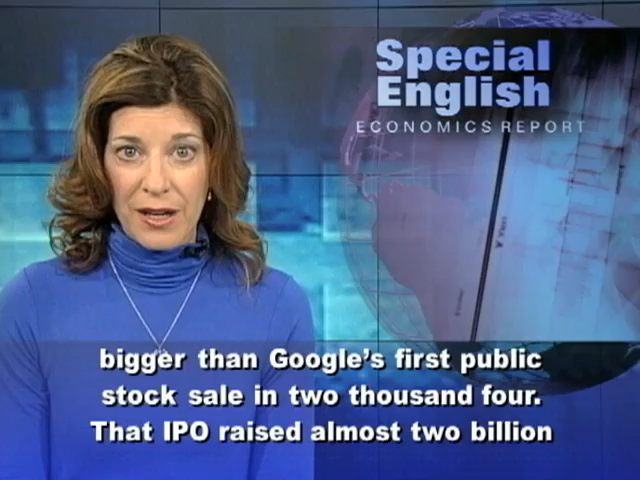 Special
English
ECONOMICS REPORT
bigger than Google's first public
stock sale in two thousand four.
That IPO raised almost two billion